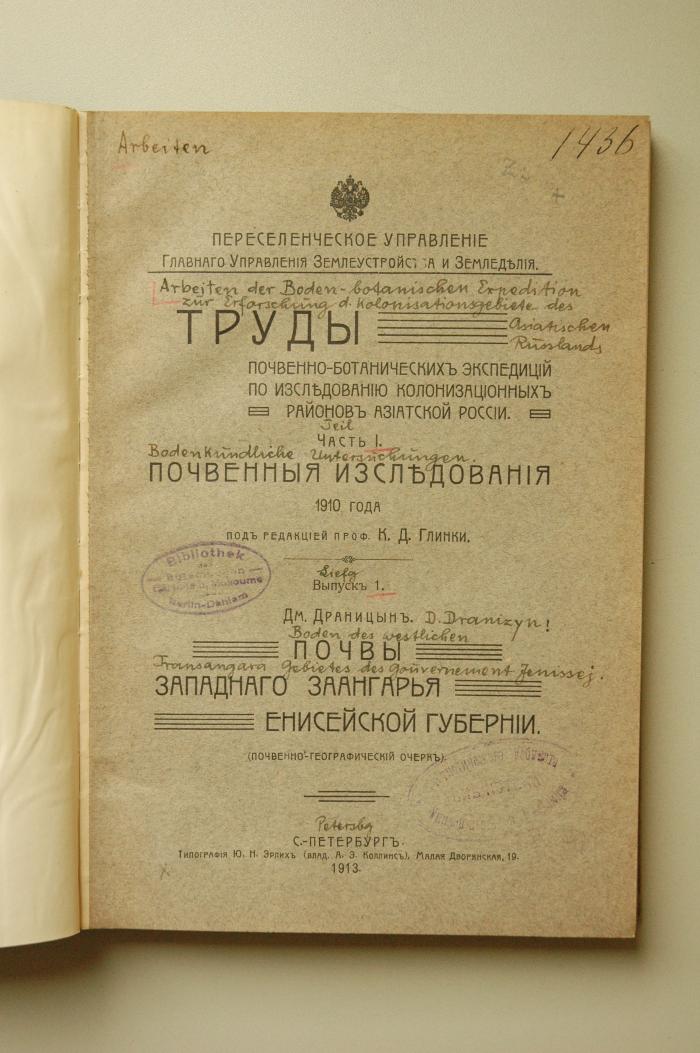 Arbeiten
1436
ПЕРЕСЕЛЕНЧЕСКОЕ УПРАВЛЕНІЕ
ГЛАВНАГО УПРАВЛЕНІЯ ЗЕМЛЕУСТРОЙСТВА И ЗЕМЛЕДѢЛІЯ.
Arbeiten der Boden-botanischen Expedition
zur Erforschung d. Kolonisationsgebiete des
Asiatischen
Russlands
ТРУДЫ
ПОЧВЕННО-БОТАНИЧЕСКИХЪ ЭКСПЕДИЦІЙ
ПО ИЗСЛѢДОВАНІЮ КОЛОНИЗАЦІОННЫХЪ
РАЙОНОВЪ АЗІАТСКОЙ РОССІИ.
Teil
ЧАСТЬ I.
Bodenkundliche Untersuchungen.
ПОЧВЕННЫЯ ИЗСЛѢДОВАНІЯ
1910 ГОДА
ПОДЪ РЕДАКЦІЕЙ ПРОФ. К. Д. ГЛИНКИ.
Bibliothek
Berlin-Dahlem
Liefg
Выпускъ 1.
ДМ. ДРАНИЦЫНЪ. D. Dranizyn!
Boden des westlichen
ПОЧВЫ
Transangara Gebietes des Gouvernement Jenissej.
ЗАПАДНАГО ЗААНГАРЬЯ
ЕНИСЕЙСКОЙ ГУБЕРНІИ.
(ПОЧВЕННО-ГЕОГРАФИЧЕСКІЙ ОЧЕРКЪ).
Petersbg
С.-ПЕТЕРБУРГЪ.
Типографія Ю. Н. Эрлихъ (влад. А. Э. Коллинсъ), Малая Дворянская, 19.
1913.